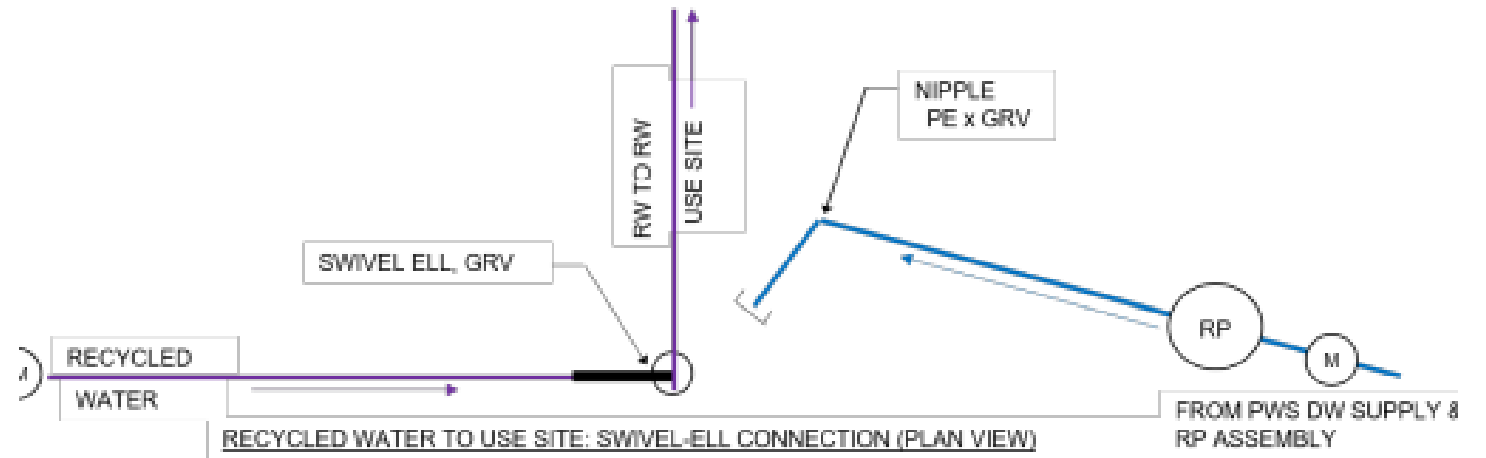 NIPPLE
PE x GRV
RW TO RW
USE SITE
SWIVEL ELL, GRV
RP
RECYCLED
M
WATER
FROM PWS DW SUPPLY &
RP ASSEMBLY
RECYCLED WATER TO USE SITE: SWIVEL-ELL CONNECTION (PLAN VIEW)